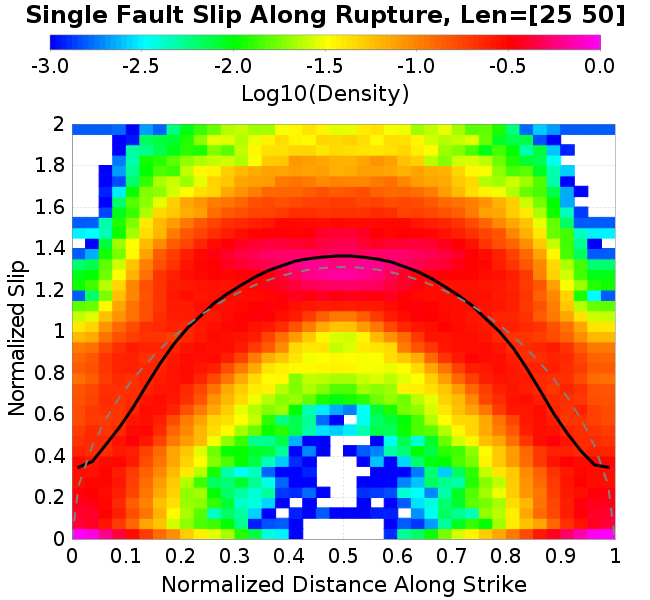 Single Fault Slip Along Rupture, Len=[25 50]
-3.0 -2.5 -2.0 -1.5 -1.0 -0.5 0.0
Log10(Density)
2
1.8
1.6
1.4
1.2
1
0.8
0.6
0.4
0.2
0
Normalized Slip
0 0.1 0.2 0.3 0.4 0.5 0.6 0.7 0.8 0.9 1
Normalized Distance Along Strike